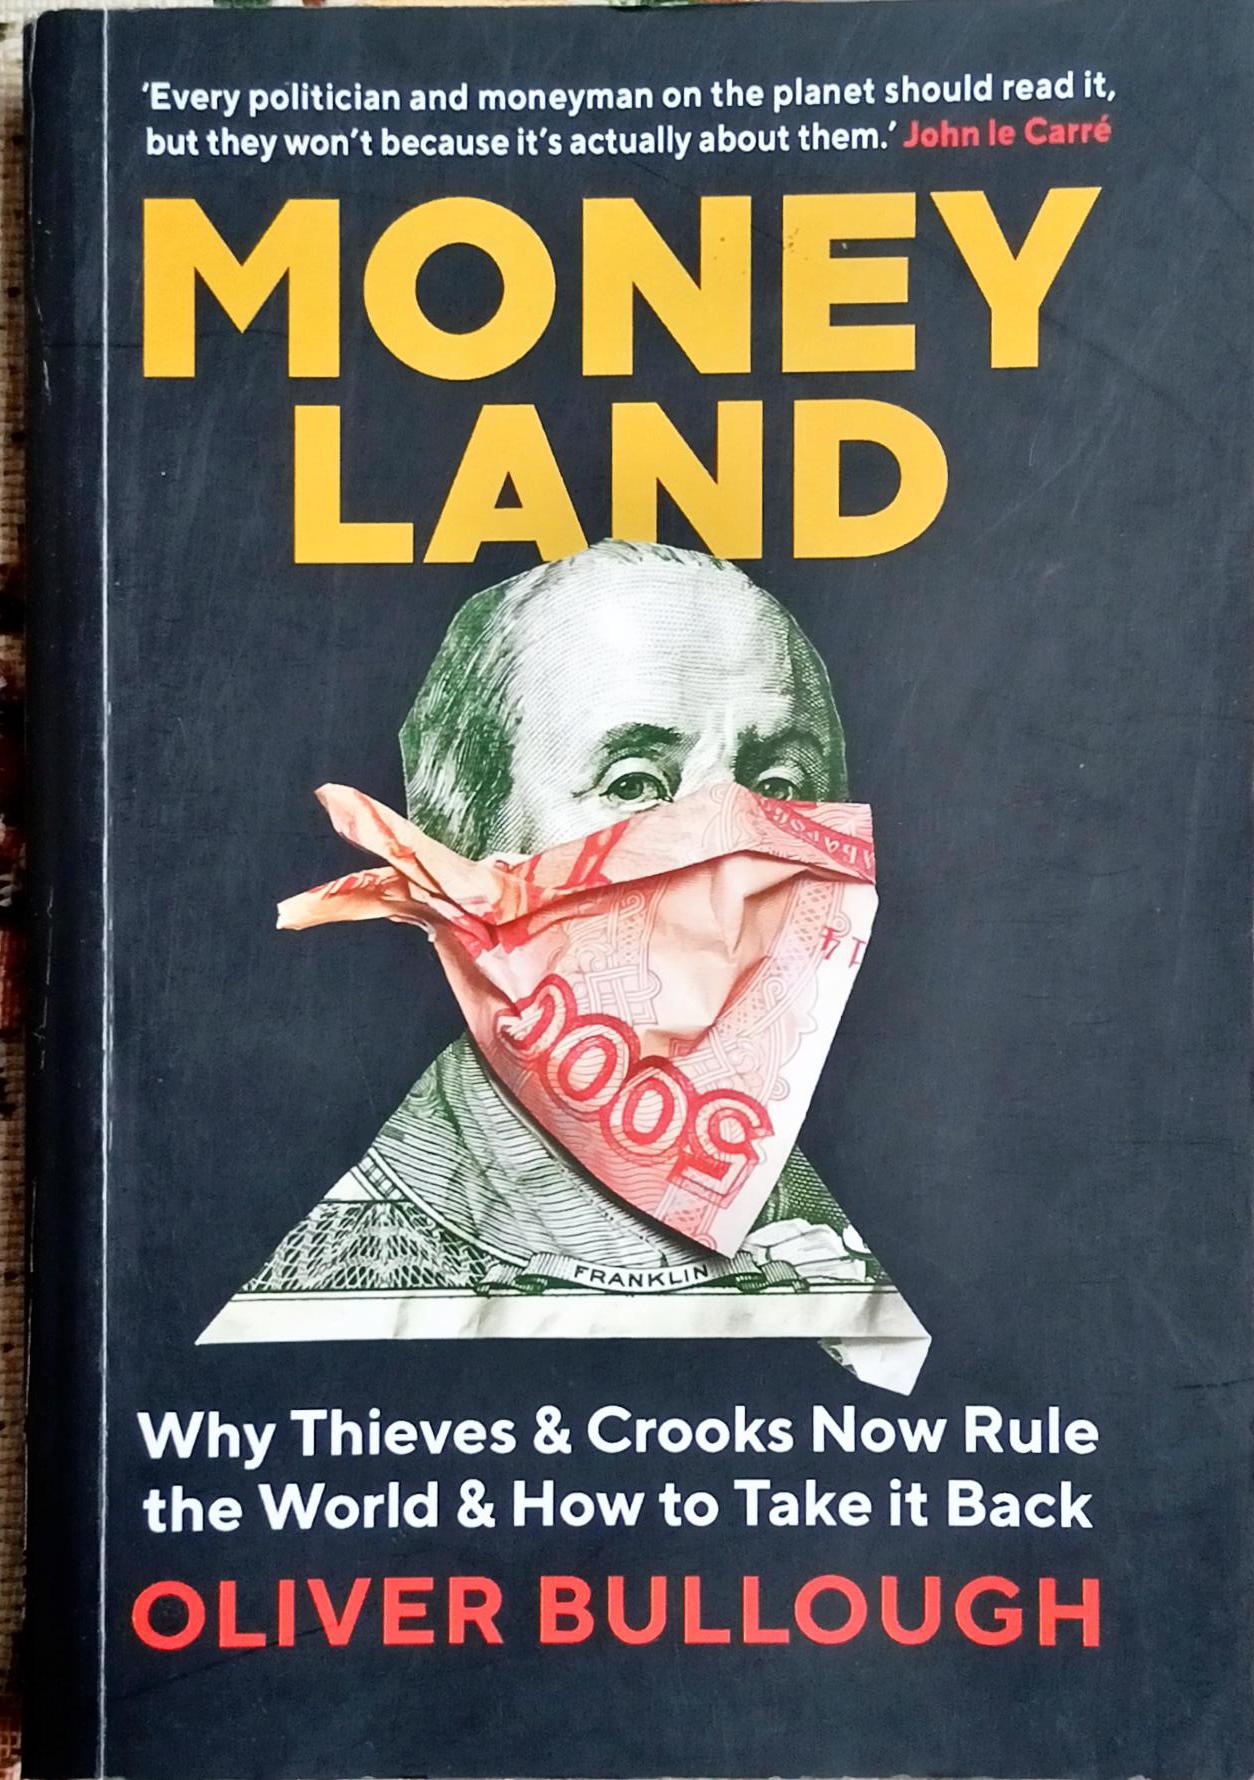 ‘Every politician and moneyman on the planet should read it,
but they won’t because it’s actually about them.’ John le Carré
MONEY
LAND
5000
FRANKLIN
Why Thieves & Crooks Now Rule
the World & How to Take it Back
OLIVER BULLOUGH